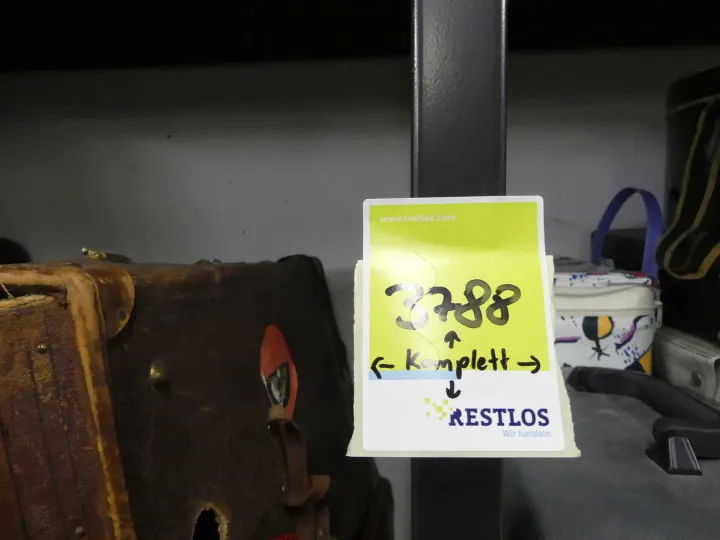 www.restlos.com
3788
↑
← Komplett →
↓
RESTLOS
Wir handeln.